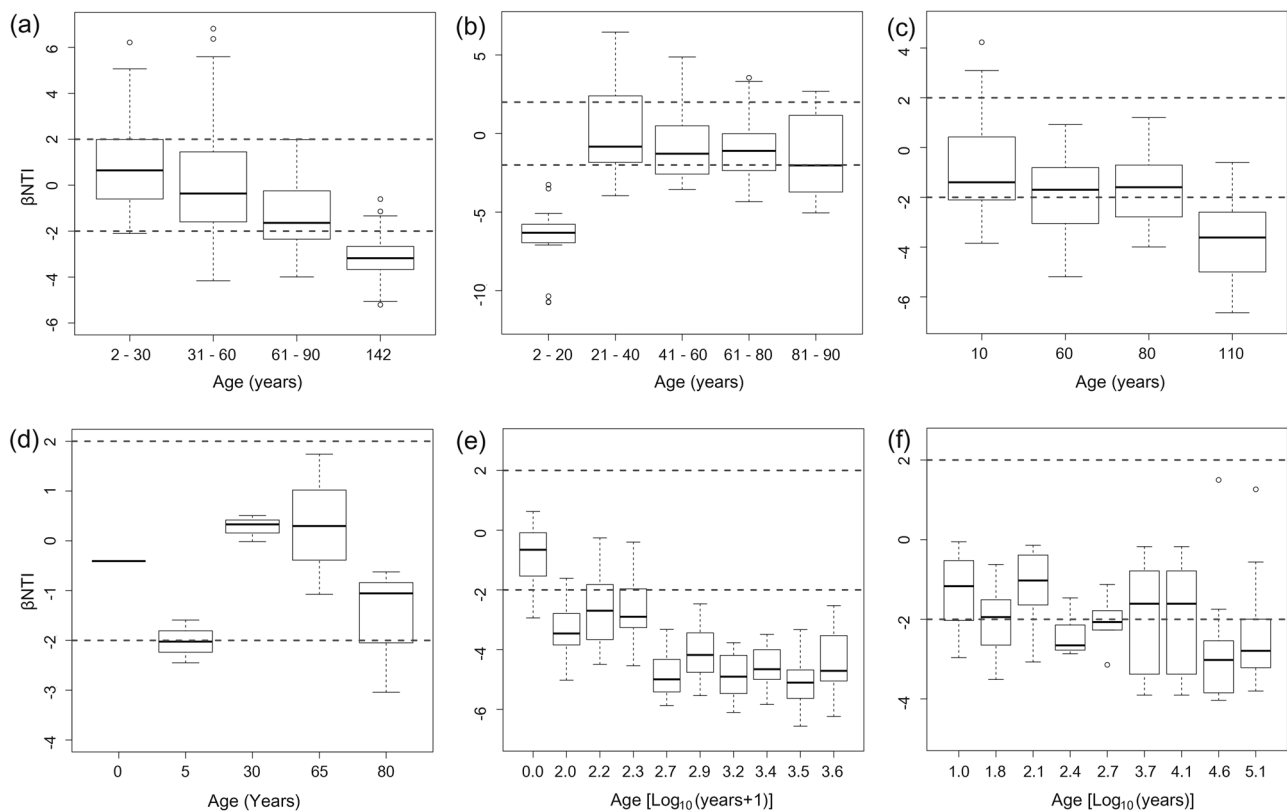 (a)
βNTI
6
4
2
0
-2
-4
-6
2 - 30 31 - 60 61 - 90 142
Age (years)
(b)
5
0
-5
-10
2 - 20 21 - 40 41 - 60 61 - 80 81 - 90
Age (years)
(c)
4
2
0
-2
-4
-6
10 60 80 110
Age (years)
(d)
βNTI
2
1
0
-1
-2
-3
-4
0 5 30 65 80
Age (Years)
(e)
2
0
-2
-4
-6
0.0 2.0 2.2 2.3 2.7 2.9 3.2 3.4 3.5 3.6
Age [Log10 (years+1)]
(f)
2
0
-2
-4
1.0 1.8 2.1 2.4 2.7 3.7 4.1 4.6 5.1
Age [Log10 (years)]